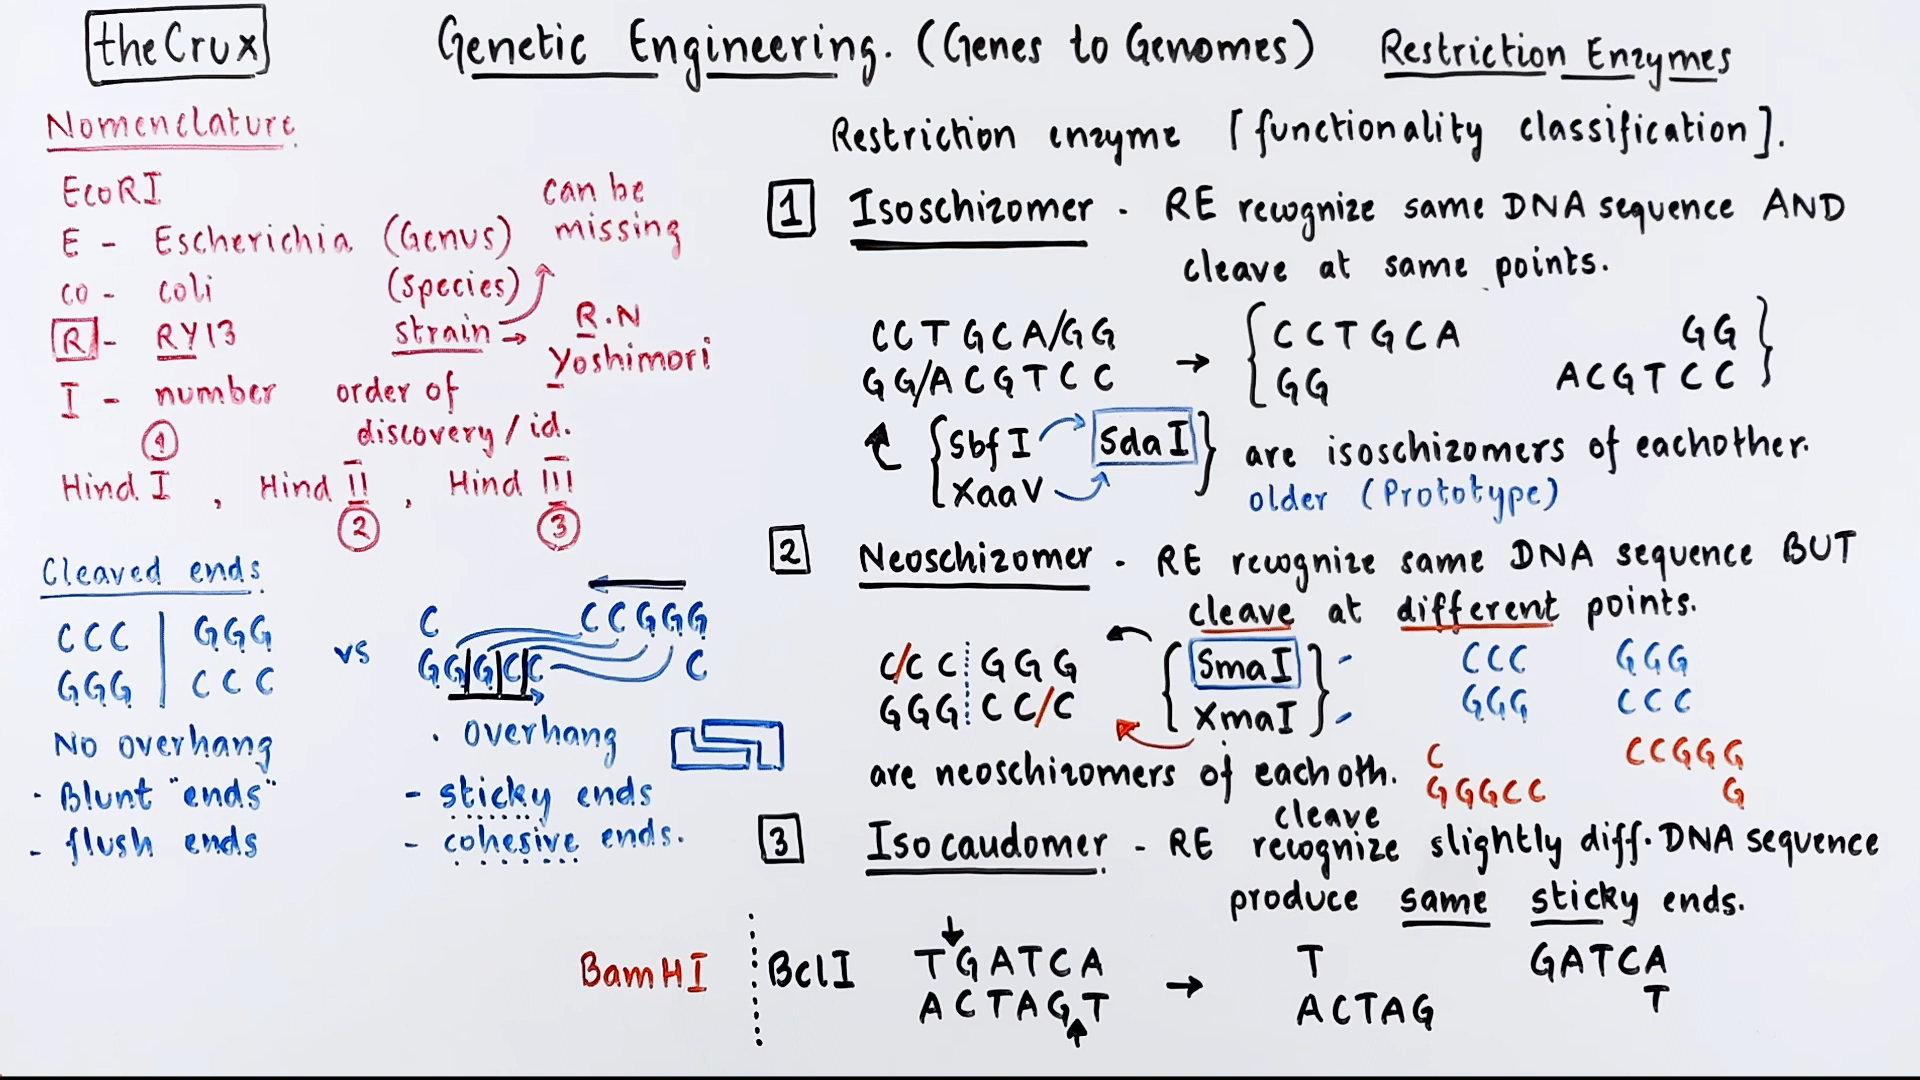 theCrux
Genetic Engineering. (Genes to Genomes) Restriction Enzymes
Nomenclature
EcoRI
E - Escherichia (Genus)
co - coli (species)
R - RY13 strain → R.N Yoshimori
can be missing
I - number order of discovery / id.
1
Hind I , Hind II , Hind III
2 3
Cleaved ends
CCC | GGG
GGG | CCC
No overhang
. Blunt "ends"
- flush ends
vs
C CCGGG
GGGCC C
. overhang
- sticky ends
- cohesive ends.
Restriction enzyme [functionality classification].
1 Isoschizomer - RE recognize same DNA sequence AND
cleave at same points.
CCTGCA/GG → CCTGCA GG
GG/ACGTCC GG ACGTCC
SbfI SdaI are isoschizomers of eachother.
XaaV older (Prototype)
2 Neoschizomer - RE recognize same DNA sequence BUT
cleave at different points.
C/CC GGG SmaI - CCC GGG
GGG CC/C XmaI - GGG CCC
are neoschizomers of each oth.
C CCGGG
GGGCC G
3 Isocaudomer - RE cleave recognize slightly diff. DNA sequence
produce same sticky ends.
BamHI BclI TGATCA → T GATCA
ACTAGT ACTAG T